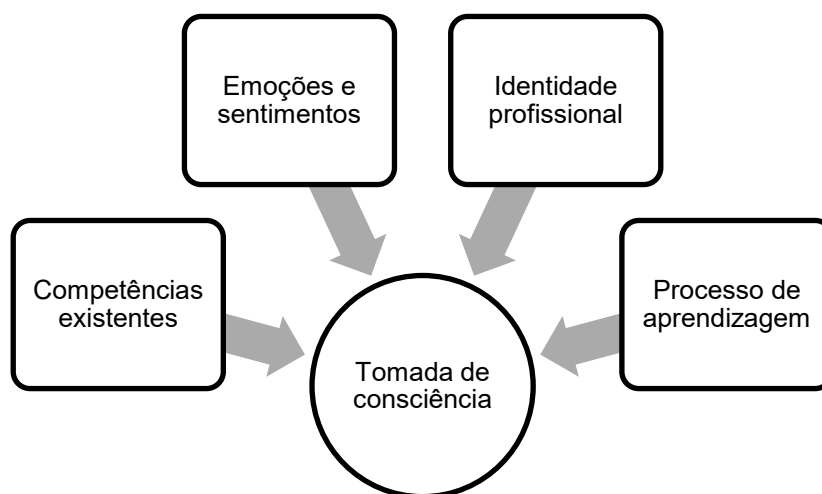 Emoções e
sentimentos
Identidade
profissional
Competências
existentes
Processo de
aprendizagem
Tomada de
consciência